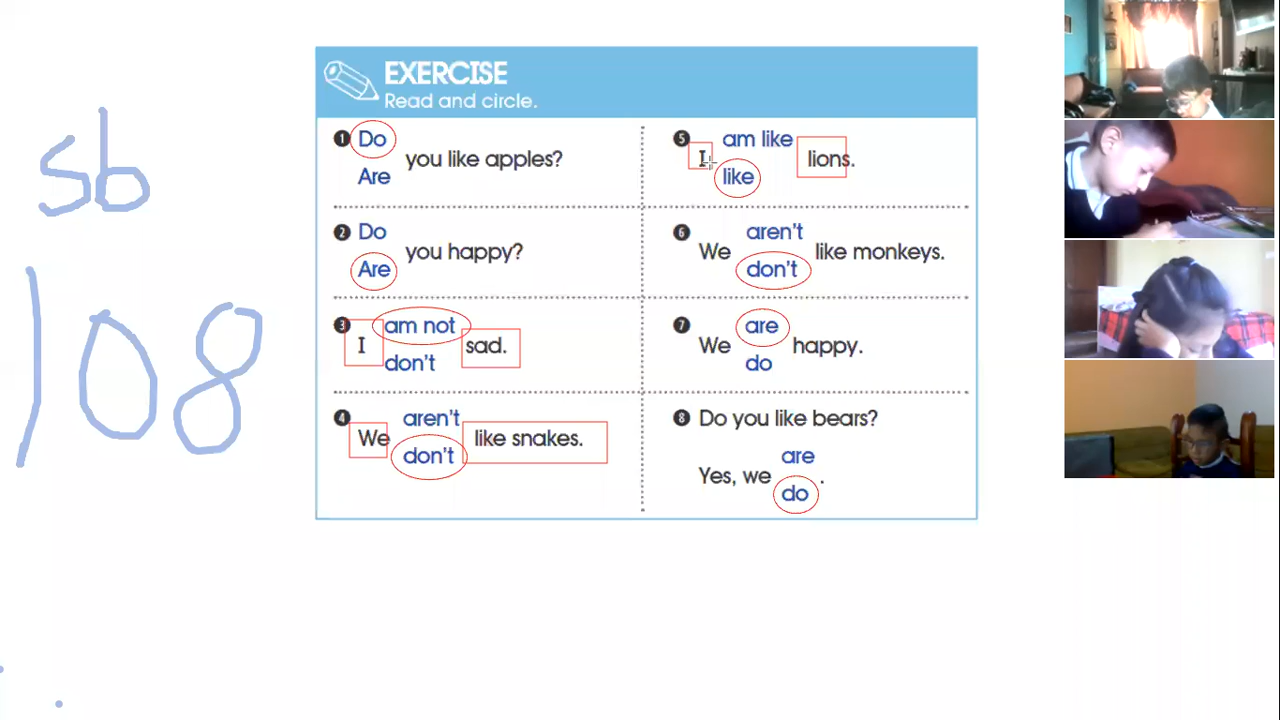 sb
108
EXERCISE
Read and circle.
1 Do
Are
you like apples?
2 Do
Are
you happy?
3 I
am not
don't
sad.
4 We
aren't
don't
like snakes.
5 I
am like
like
lions.
6 We
aren't
don't
like monkeys.
7 We
are
do
happy.
8 Do you like bears?
Yes, we
are
do
.